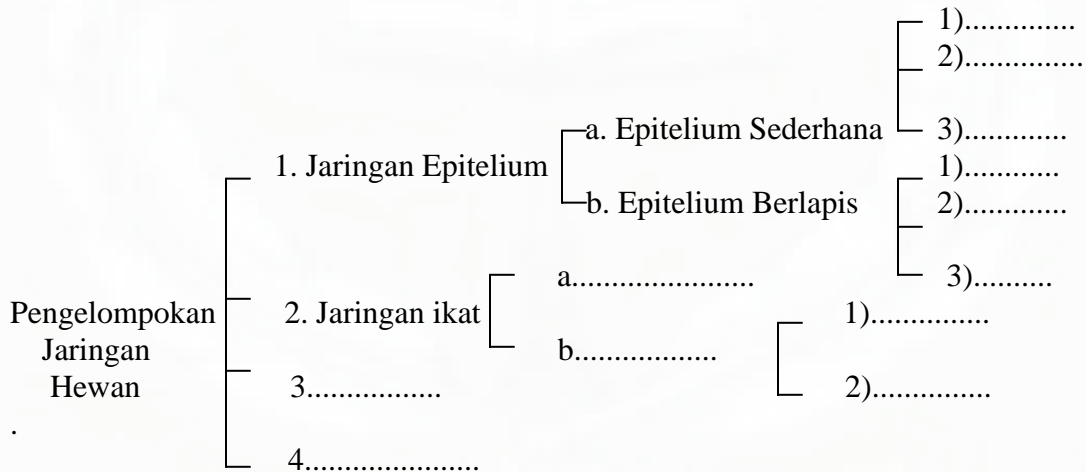 1)..............
2)...............
a. Epitelium Sederhana
3).............
1. Jaringan Epitelium
1)............
b. Epitelium Berlapis
2).............
a.......................
3)..........
Pengelompokan
Jaringan
Hewan
2. Jaringan ikat
1)...............
b..................
3.................
2)...............
.
4......................